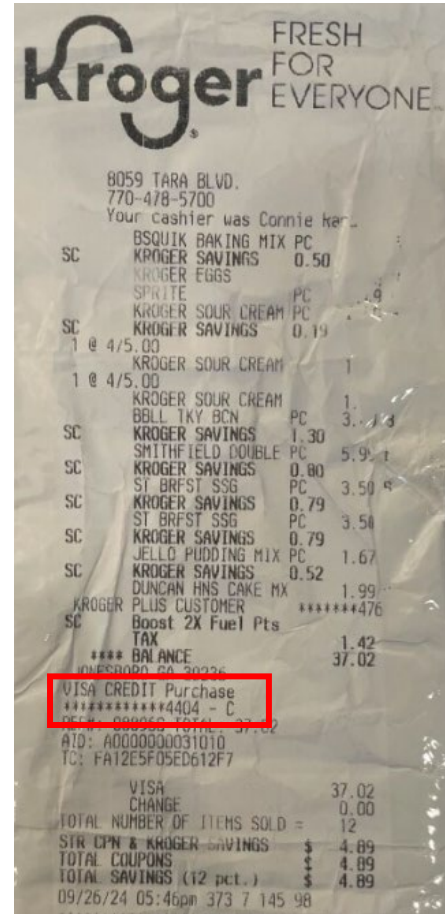 Kroger
FRESH
FOR
EVERYONE
8059 TARA BLVD.
770-478-5700
Your cashier was Connie
BSQUIK BAKING MIX PC
SC KROGER SAVINGS 0.50
KROGER EGGS
SPRITE PC
KROGER SOUR CREAM PC
SC KROGER SAVINGS 0.19
1 @ 4/5.00
KROGER SOUR CREAM
1 @ 4/5.00
KROGER SOUR CREAM
BBLL TKY BCN PC
SC KROGER SAVINGS 1.30
SMITHFIELD DOUBLE PC
SC KROGER SAVINGS 0.80
ST BRFST SSG PC 3.50
SC KROGER SAVINGS 0.79
ST BRFST SSG PC 3.50
SC KROGER SAVINGS 0.79
JELLO PUDDING MIX PC 1.67
SC KROGER SAVINGS 0.52
DUNCAN HNS CAKE MX 1.99
KROGER PLUS CUSTOMER *******476
SC Boost 2X Fuel Pts
TAX 1.42
**** BALANCE 37.02
JONESBORO GA 30236
VISA CREDIT Purchase
************4404 - C
TOTAL: 37.02
AID: A0000000031010
TC: FA12E5F05ED612F7
VISA 37.02
CHANGE 0.00
TOTAL NUMBER OF ITEMS SOLD = 12
STR CPN & KROGER SAVINGS $ 4.89
TOTAL COUPONS $ 4.89
TOTAL SAVINGS (12 pct.) $ 4.89
09/26/24 05:46pm 373 7 145 98